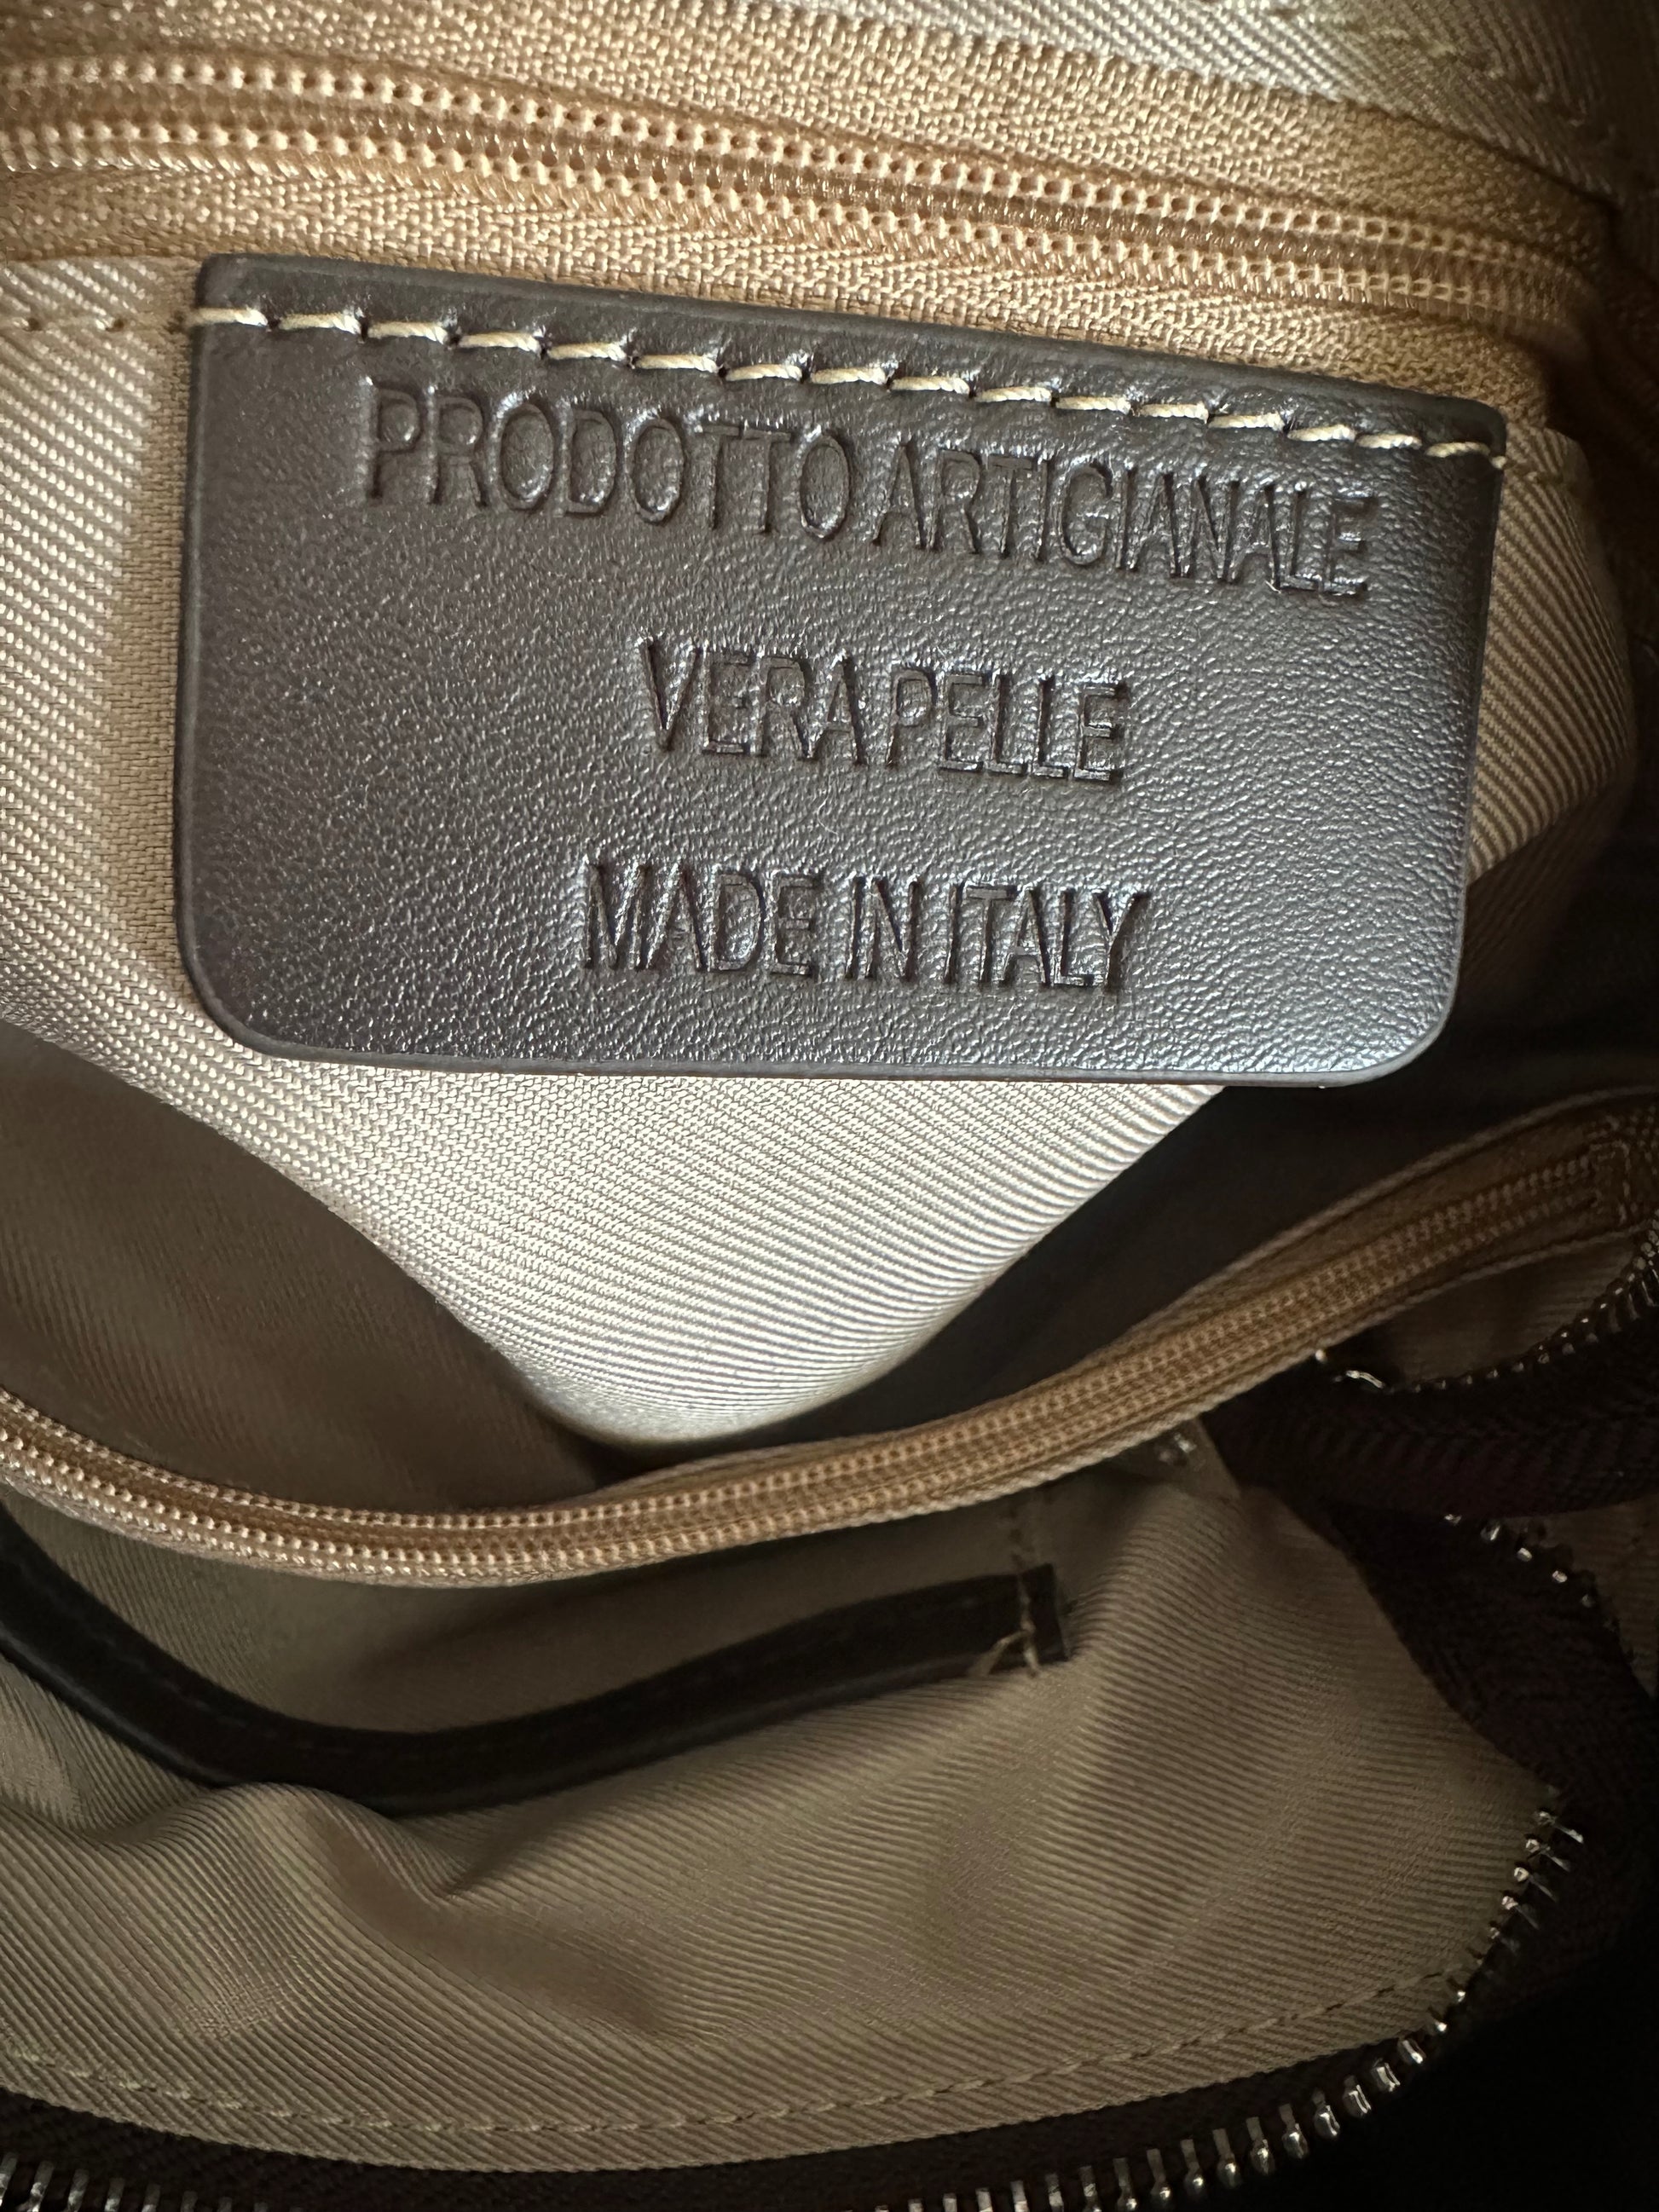 PRODOTTO ARTIGIANALE
VERA PELLE
MADE IN ITALY